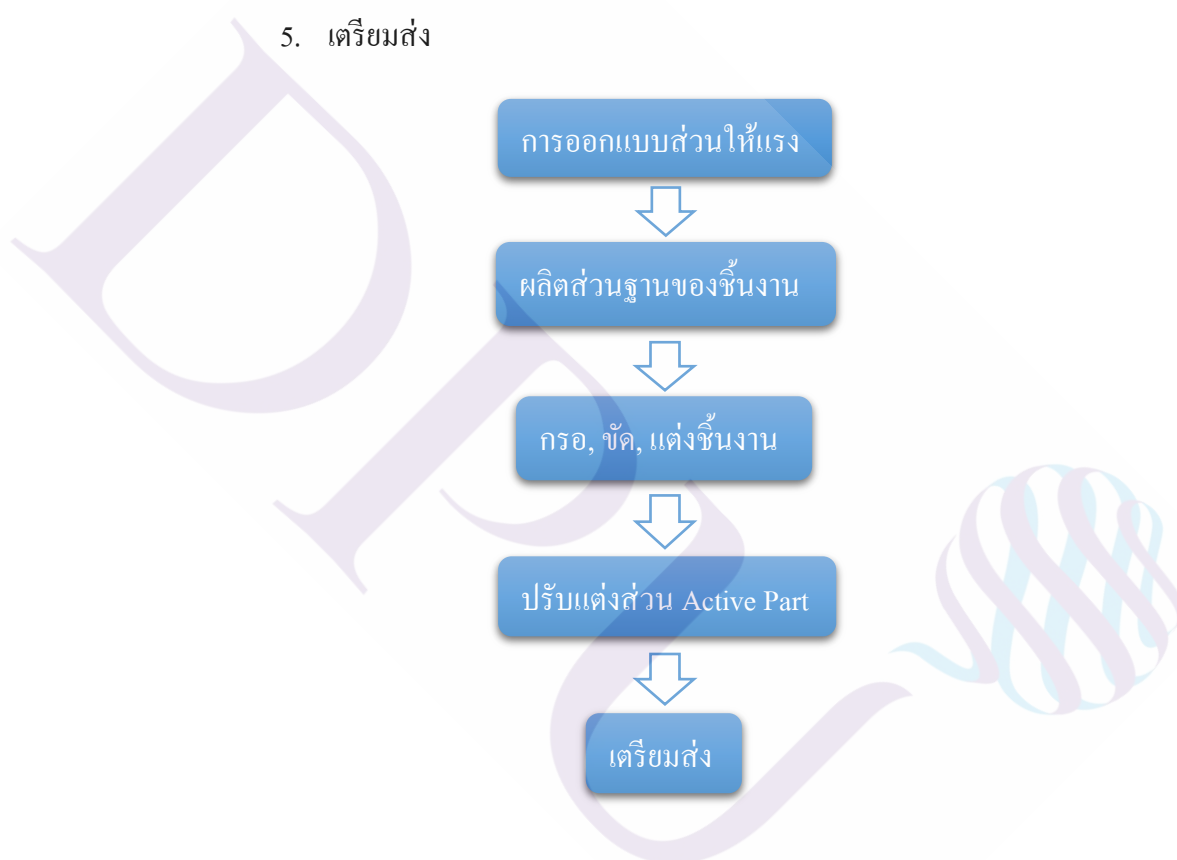 5. เตรียมส่ง
การออกแบบส่วนให้แรง
ผลิตส่วนฐานของชิ้นงาน
กรอ, ขัด, แต่งชิ้นงาน
ปรับแต่งส่วน Active Part
เตรียมส่ง
DPU